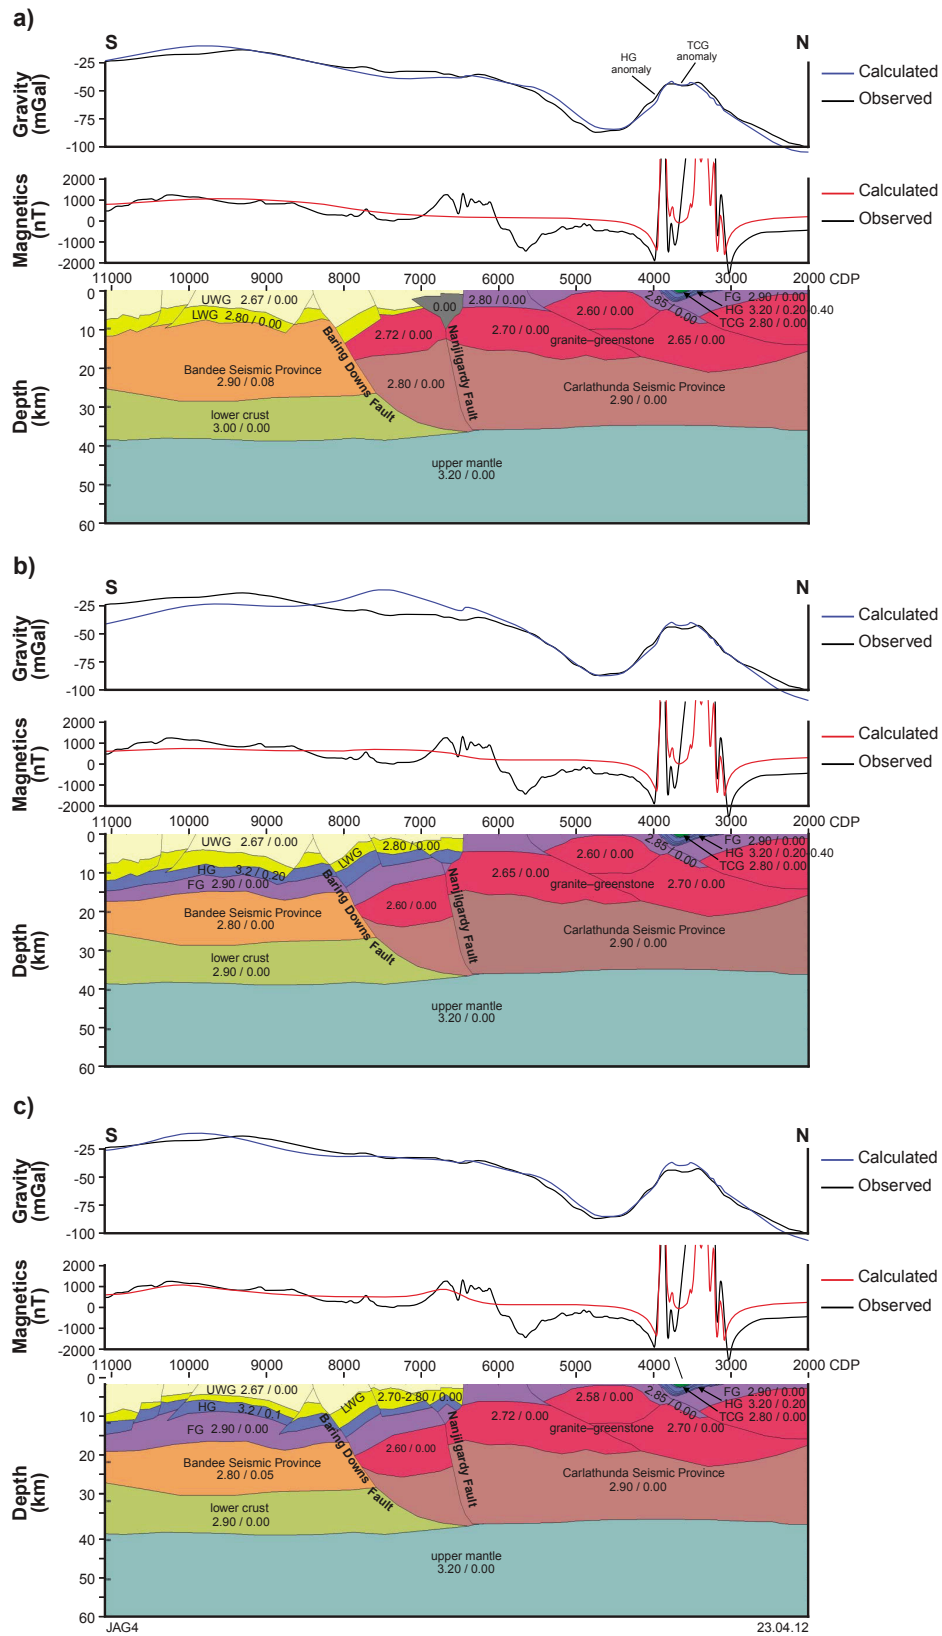 a)
S
N
HG
anomaly
TCG
anomaly
Gravity
(mGal)
-25
-50
-75
-100
Calculated
Observed
Magnetics
(nT)
2000
1000
0
-1000
-2000
Calculated
Observed
11000 10000 9000 8000 7000 6000 5000 4000 3000 2000 CDP
Depth
(km)
0
10
20
30
40
50
60
UWG 2.67 / 0.00
LWG 2.80 / 0.00
Bandee Seismic Province
2.90 / 0.08
lower crust
3.00 / 0.00
Baring Downs Fault
2.72 / 0.00
2.80 / 0.00
0.00
Nanjilgardy Fault
2.80 / 0.00
2.70 / 0.00
2.60 / 0.00
granite–greenstone
2.65 / 0.00
2.85 / 0.00
FG 2.90 / 0.00
HG 3.20 / 0.20-0.40
TCG 2.80 / 0.00
Carlathunda Seismic Province
2.90 / 0.00
upper mantle
3.20 / 0.00
b)
S
N
Gravity
(mGal)
-25
-50
-75
-100
Calculated
Observed
Magnetics
(nT)
2000
1000
0
-1000
-2000
Calculated
Observed
11000 10000 9000 8000 7000 6000 5000 4000 3000 2000 CDP
Depth
(km)
0
10
20
30
40
50
60
UWG 2.67 / 0.00
LWG
2.80 / 0.00
HG 3.2 / 0.20
FG 2.90 / 0.00
Bandee Seismic Province
2.80 / 0.00
lower crust
2.90 / 0.00
Baring Downs Fault
2.60 / 0.00
Nanjilgardy Fault
2.65 / 0.00
2.60 / 0.00
granite–greenstone
2.70 / 0.00
2.85 / 0.00
FG 2.90 / 0.00
HG 3.20 / 0.20-0.40
TCG 2.80 / 0.00
Carlathunda Seismic Province
2.90 / 0.00
upper mantle
3.20 / 0.00
c)
S
N
Gravity
(mGal)
-25
-50
-75
-100
Calculated
Observed
Magnetics
(nT)
2000
1000
0
-1000
-2000
Calculated
Observed
11000 10000 9000 8000 7000 6000 5000 4000 3000 2000 CDP
Depth
(km)
0
10
20
30
40
50
60
UWG 2.67 / 0.00
LWG
2.70-2.80 / 0.00
HG 3.2 / 0.1
FG 2.90 / 0.00
Bandee Seismic Province
2.80 / 0.05
lower crust
2.90 / 0.00
Baring Downs Fault
2.60 / 0.00
Nanjilgardy Fault
2.72 / 0.00
2.58 / 0.00
granite–greenstone
2.70 / 0.00
2.85 / 0.00
FG 2.90 / 0.00
HG 3.20 / 0.20
TCG 2.80 / 0.00
Carlathunda Seismic Province
2.90 / 0.00
upper mantle
3.20 / 0.00
JAG4
23.04.12